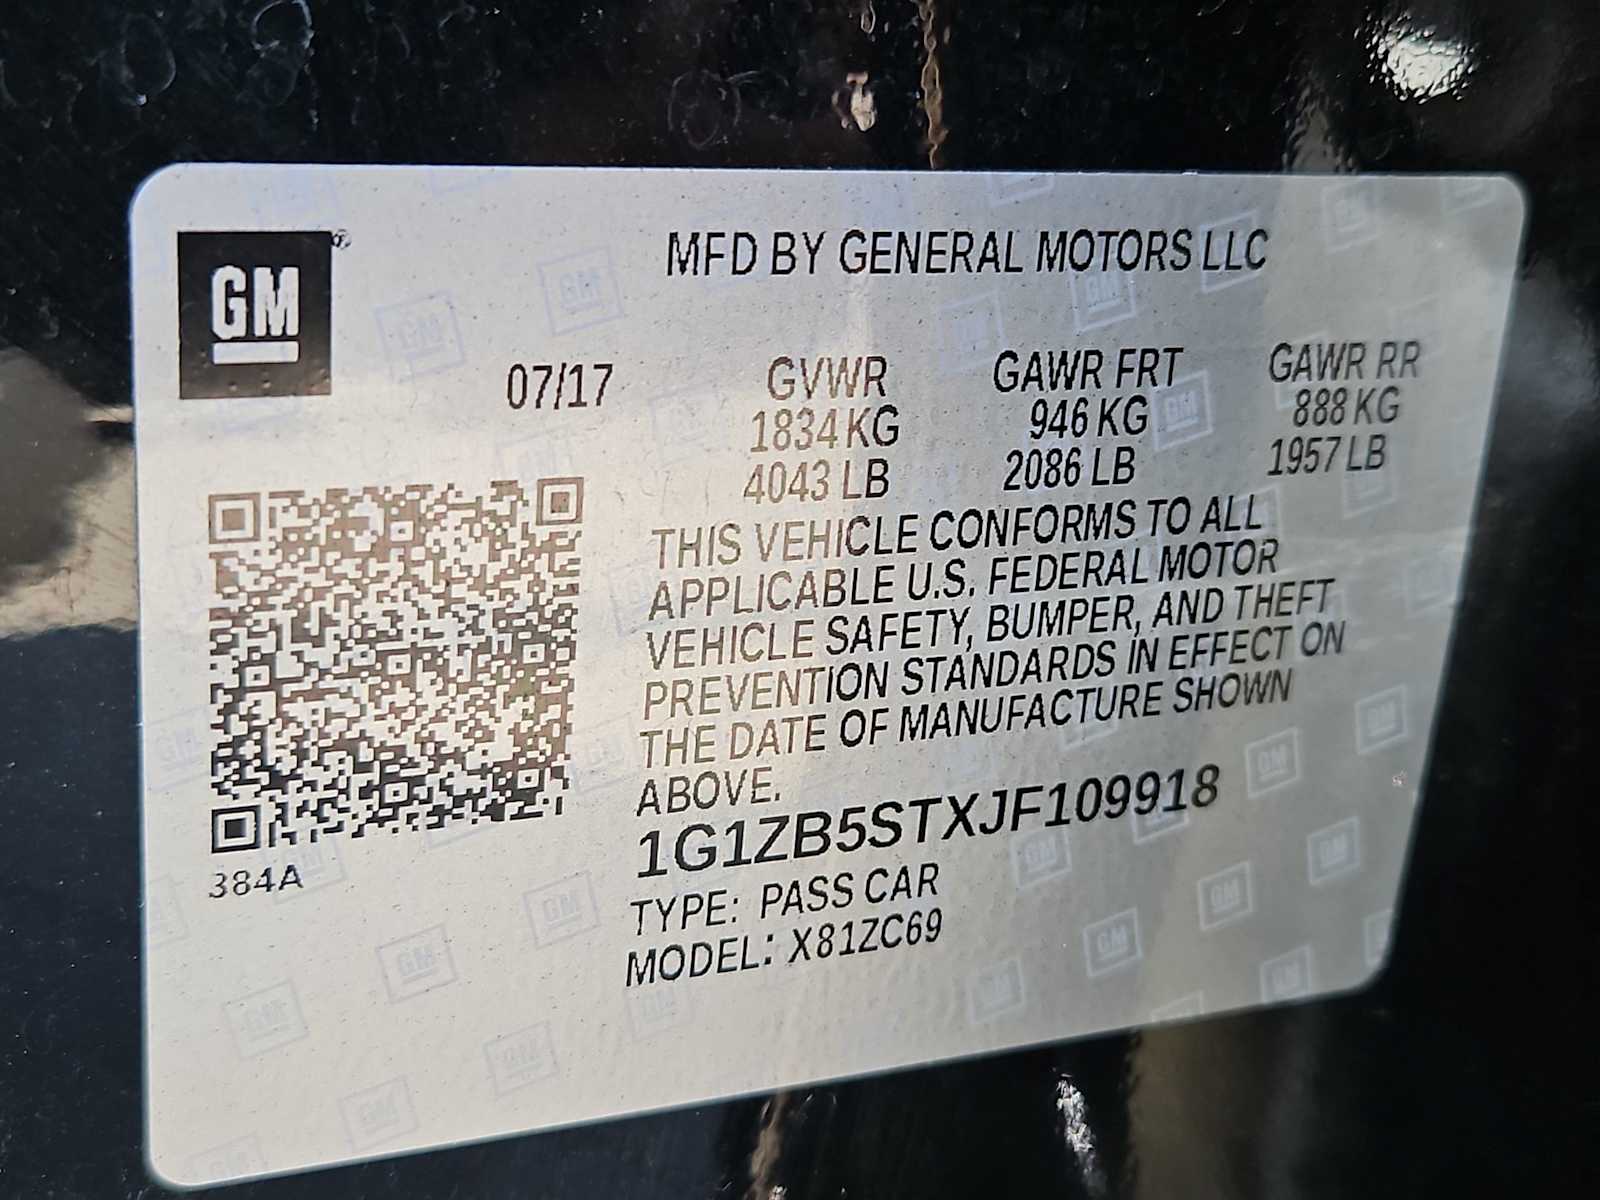 GM
MFD BY GENERAL MOTORS LLC
07/17 GVWR GAWR FRT GAWR RR
1834 KG 946 KG 888 KG
4043 LB 2086 LB 1957 LB
THIS VEHICLE CONFORMS TO ALL
APPLICABLE U.S. FEDERAL MOTOR
VEHICLE SAFETY, BUMPER, AND THEFT
PREVENTION STANDARDS IN EFFECT ON
THE DATE OF MANUFACTURE SHOWN
ABOVE.
1G1ZB5STXJF109918
384A
TYPE: PASS CAR
MODEL: X81ZC69